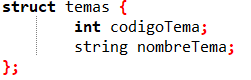 struct temas {
int codigoTema;
string nombreTema;
};